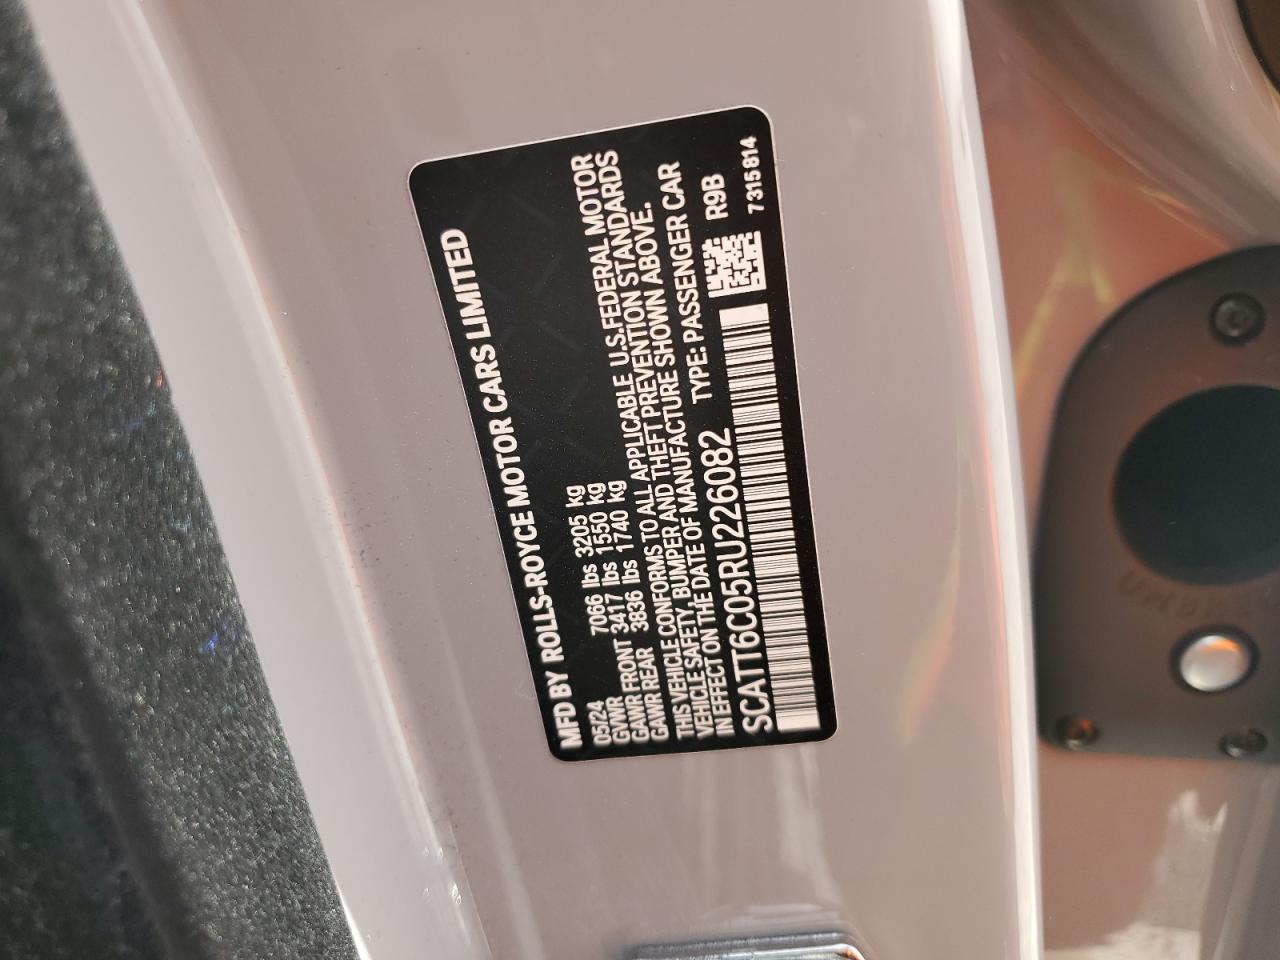 MFD BY ROLLS-ROYCE MOTOR CARS LIMITED
05/24
GVWR 7066 lbs 3205 kg
GAWR FRONT 3417 lbs 1550 kg
GAWR REAR 3836 lbs 1740 kg
THIS VEHICLE CONFORMS TO ALL APPLICABLE U.S.FEDERAL MOTOR
VEHICLE SAFETY, BUMPER AND THEFT PREVENTION STANDARDS
IN EFFECT ON THE DATE OF MANUFACTURE SHOWN ABOVE.
SCATT6C05RU226082 TYPE: PASSENGER CAR
R9B
7 315 814